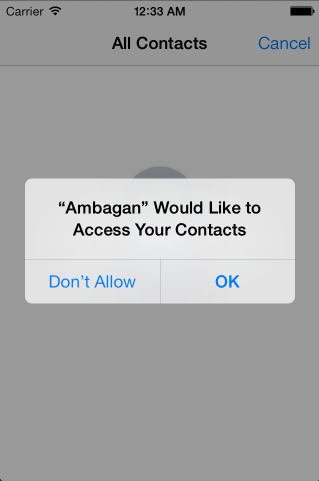 Carrier 12:33 AM
All Contacts Cancel
“Ambagan” Would Like to
Access Your Contacts
Don’t Allow OK